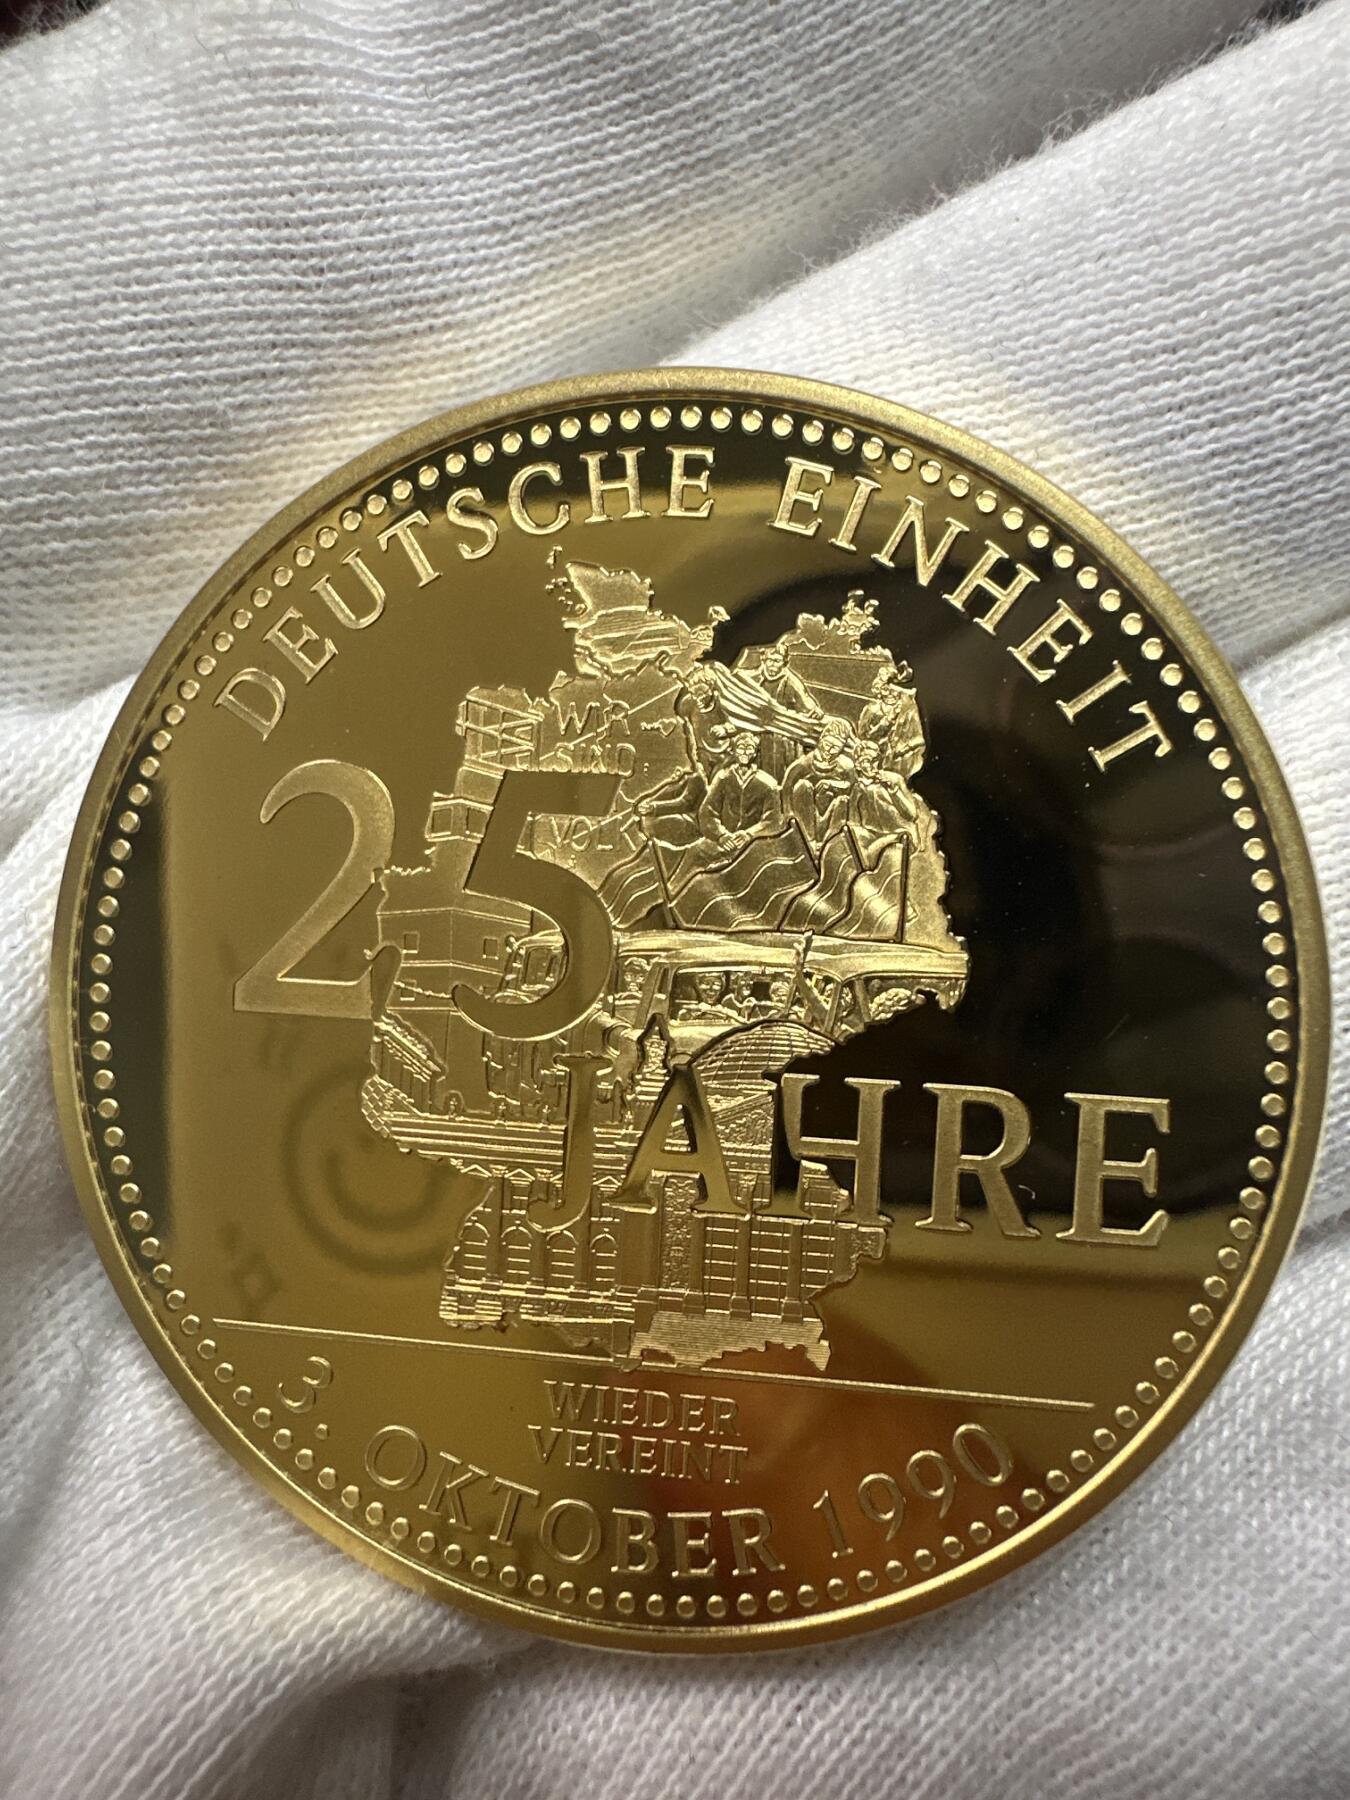 DEUTSCHE EINHEIT
WIR
SIND
VOLK
25
JAHRE
WIEDER
VEREINT
3. OKTOBER 1990